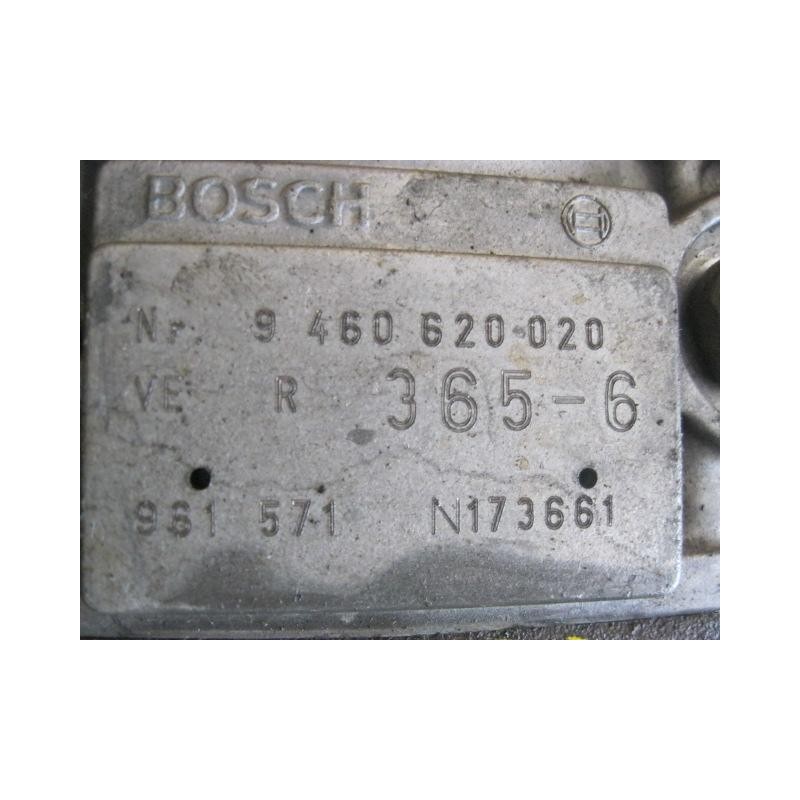 BOSCH
Nr 9 460 620 020
VE R 365-6
961 571 N173661